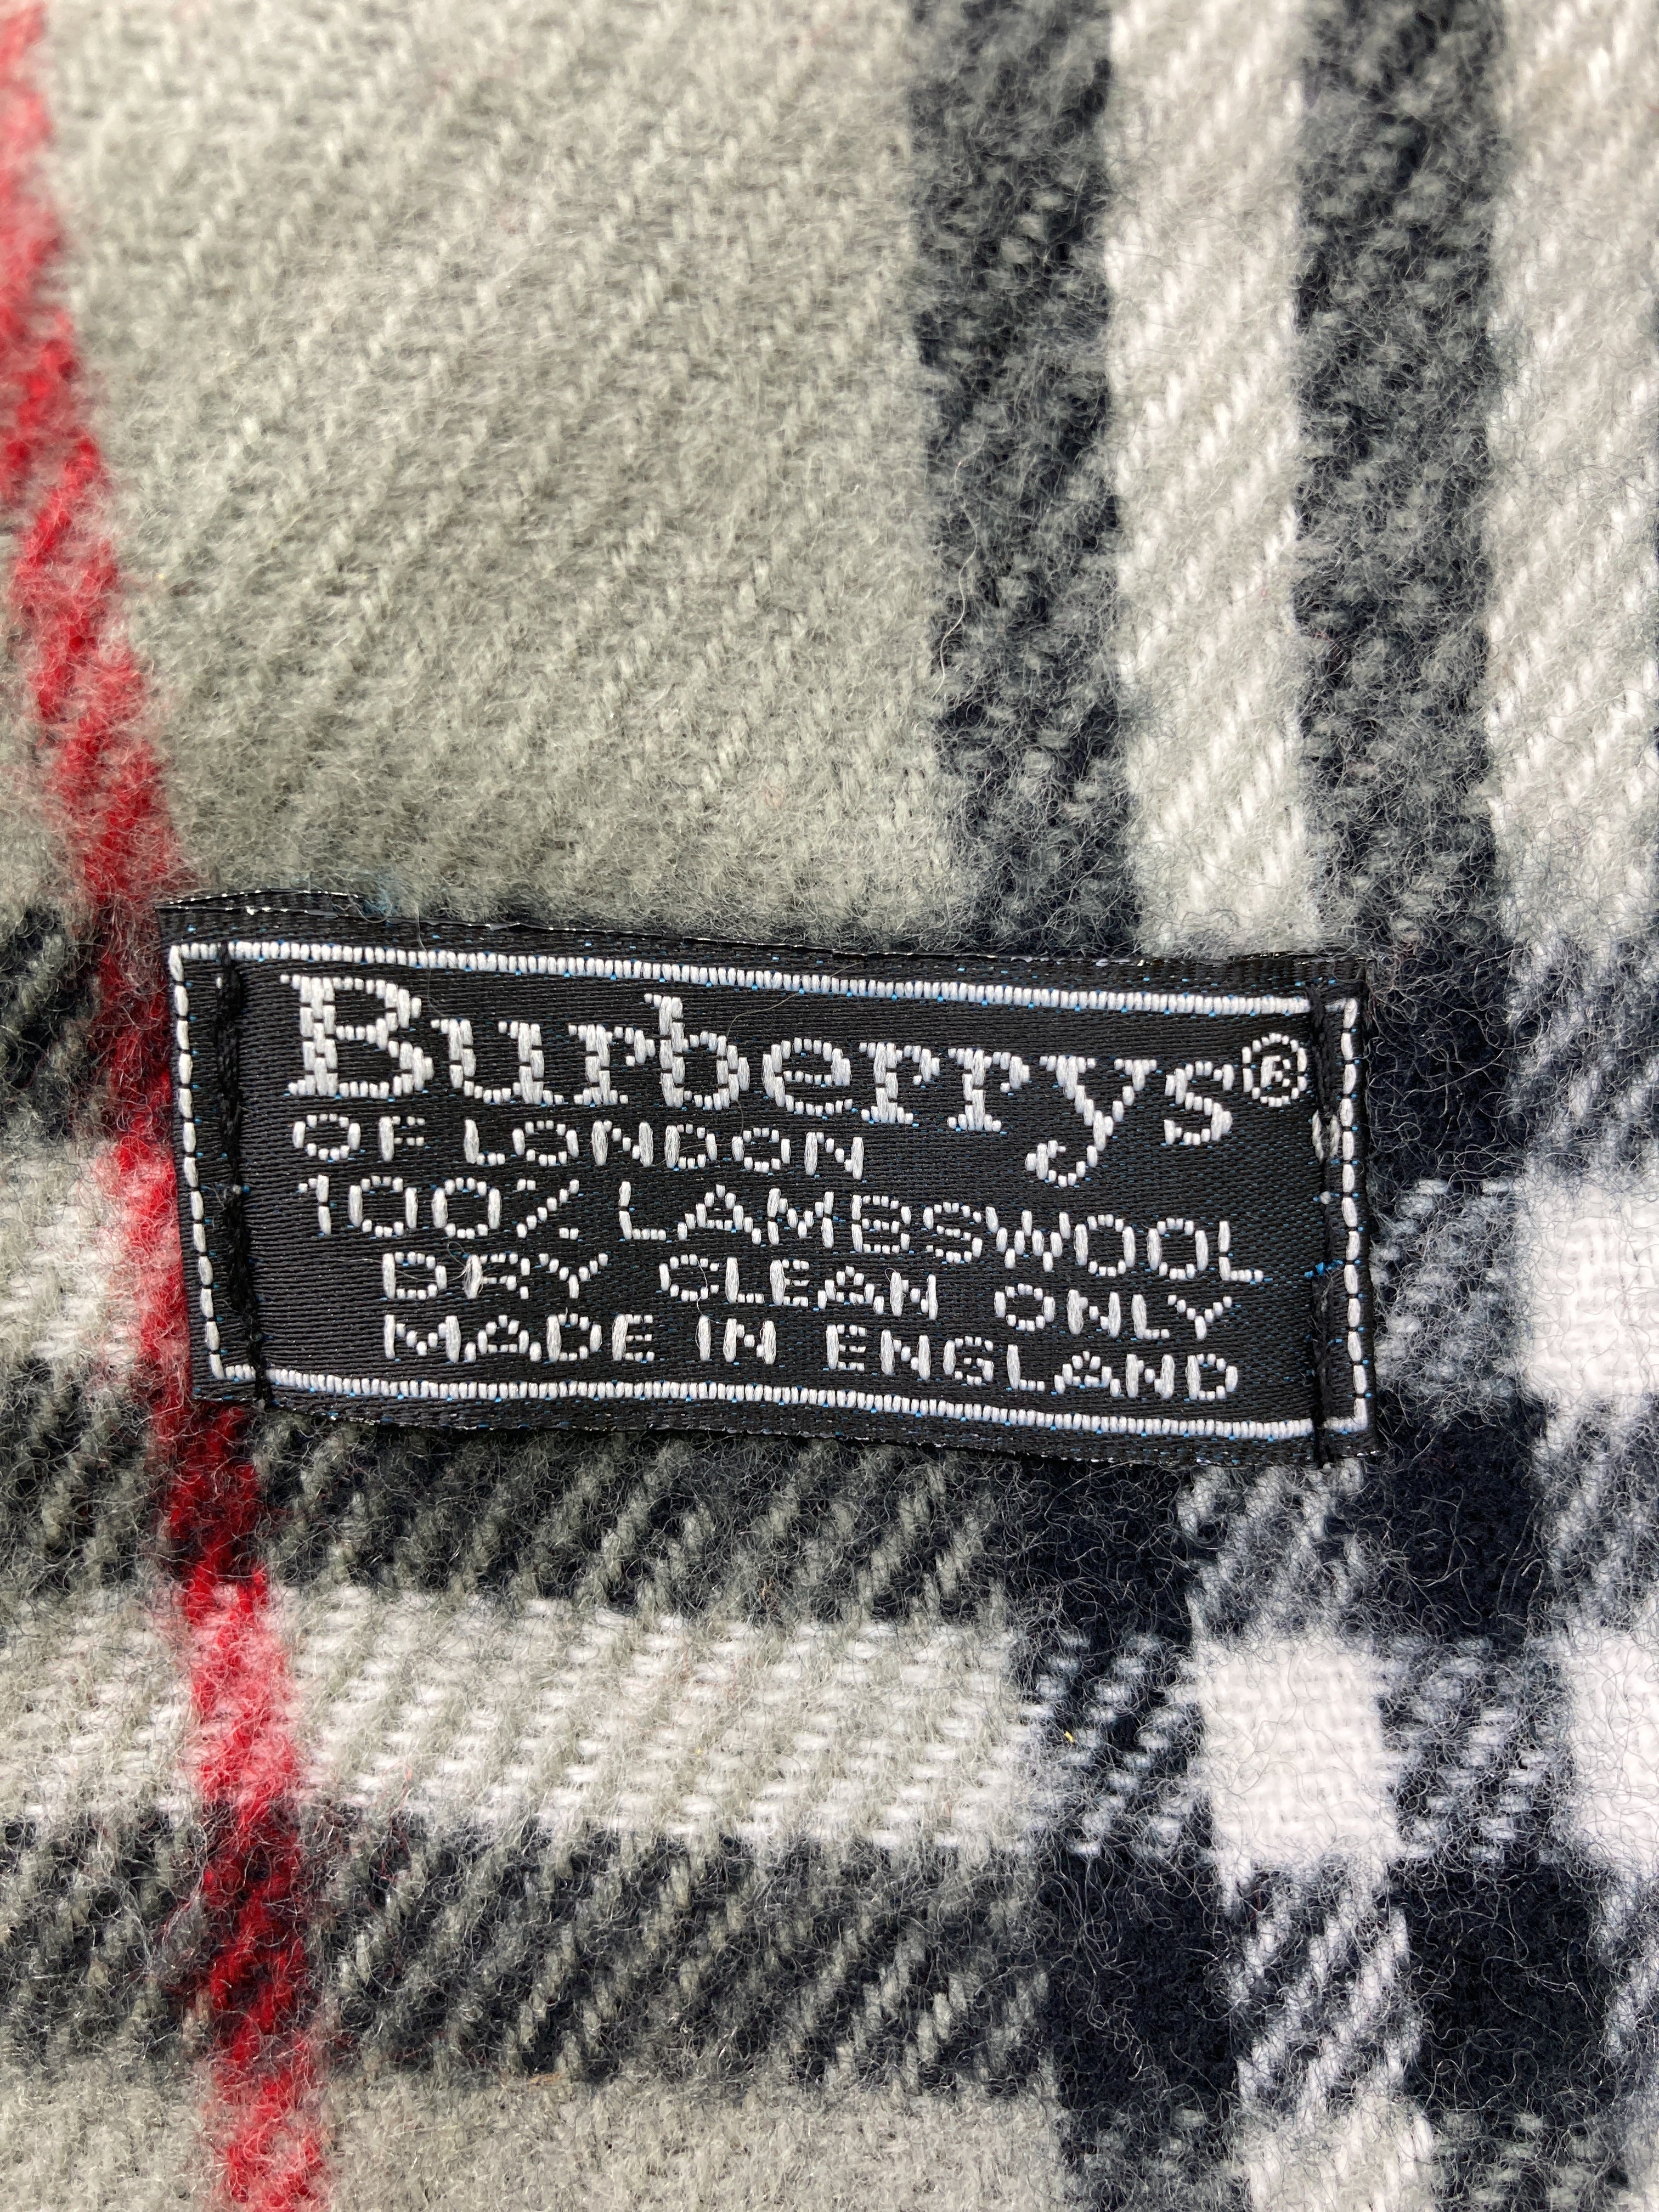 Burberrys®
OF LONDON
100% LAMBSWOOL
DRY CLEAN ONLY
MADE IN ENGLAND